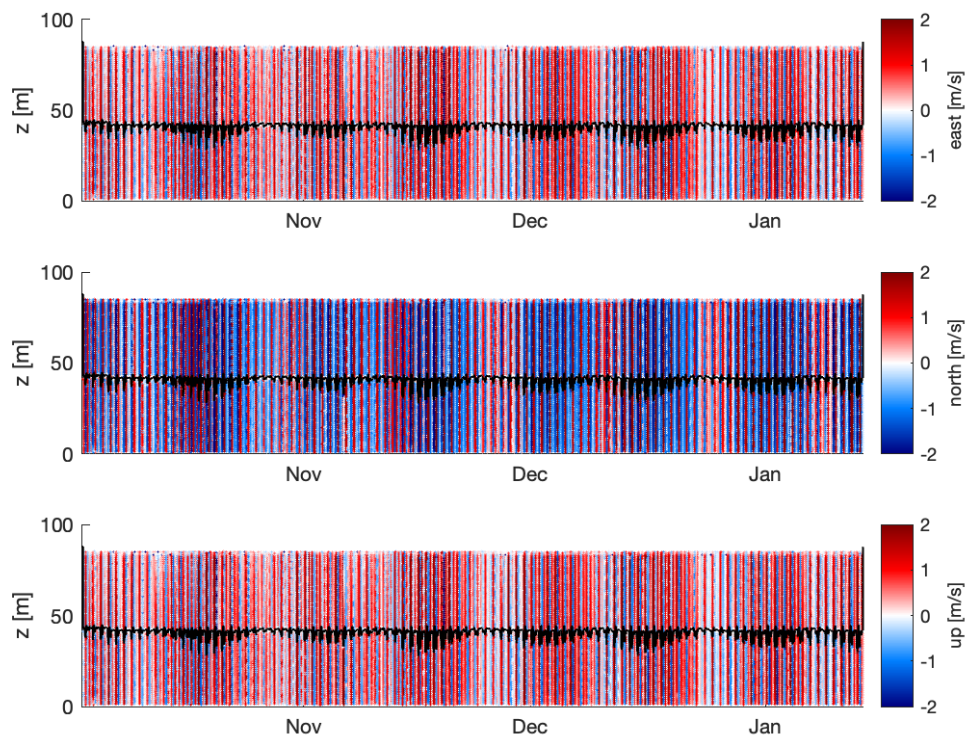 100
50
0
z [m]
Nov
Dec
Jan
2
1
0
-1
-2
east [m/s]
100
50
0
z [m]
Nov
Dec
Jan
2
1
0
-1
-2
north [m/s]
100
50
0
z [m]
Nov
Dec
Jan
2
1
0
-1
-2
up [m/s]